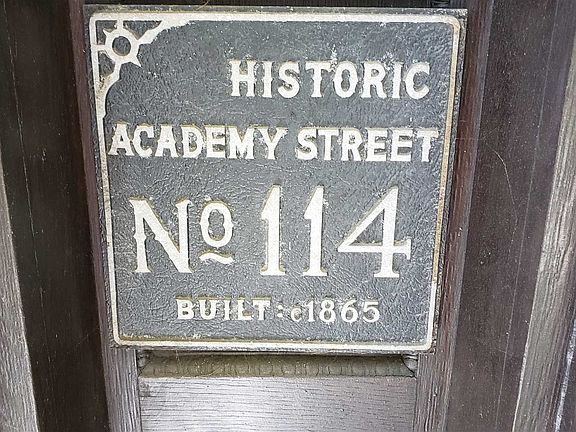 HISTORIC
ACADEMY STREET
No 114
BUILT: c1865